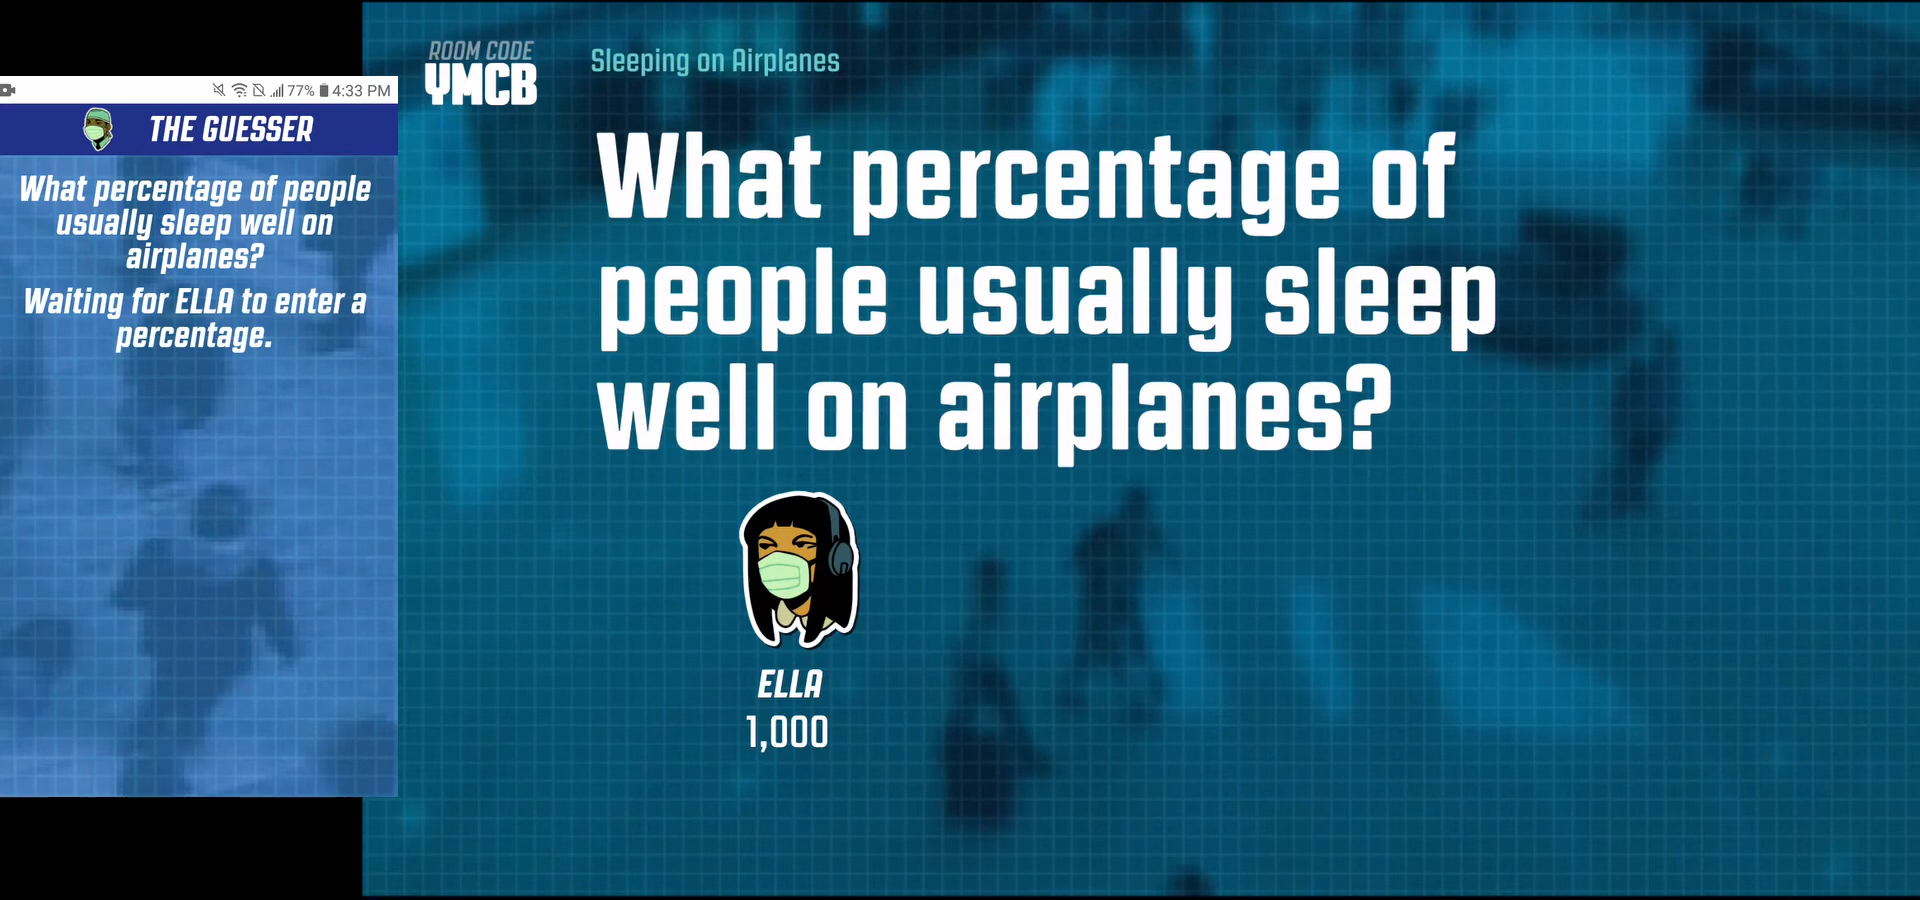 77% 4:33 PM
THE GUESSER
What percentage of people
usually sleep well on
airplanes?
Waiting for ELLA to enter a
percentage.
ROOM CODE
YMCB
Sleeping on Airplanes
What percentage of
people usually sleep
well on airplanes?
ELLA
1,000